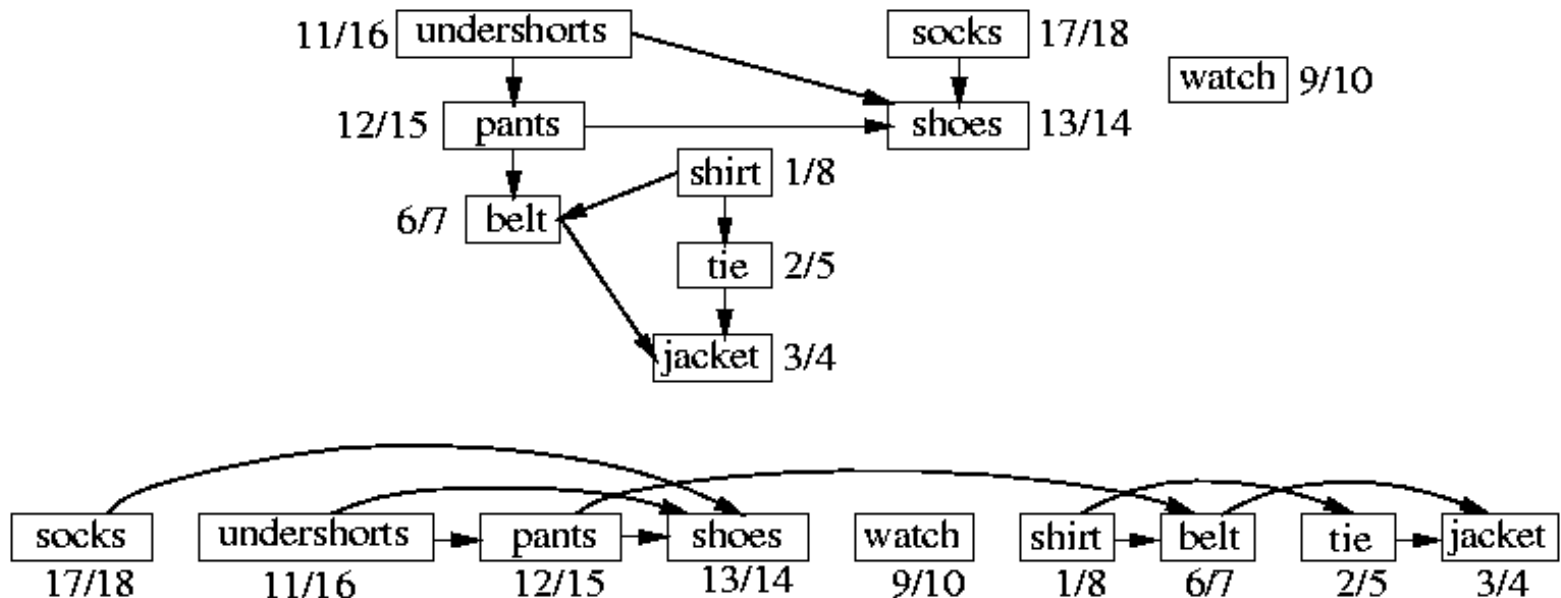 11/16 undershorts socks 17/18
watch 9/10
12/15 pants shoes 13/14
shirt 1/8
6/7 belt
tie 2/5
jacket 3/4
socks undershorts pants shoes watch shirt belt tie jacket
17/18 11/16 12/15 13/14 9/10 1/8 6/7 2/5 3/4